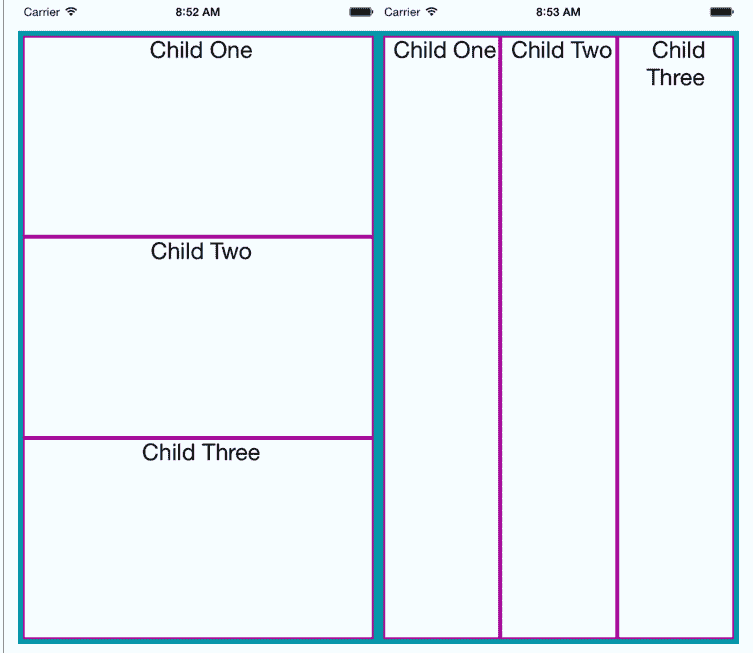 Carrier 8:52 AM
Child One
Child Two
Child Three
Carrier 8:53 AM
Child One
Child Two
Child
Three